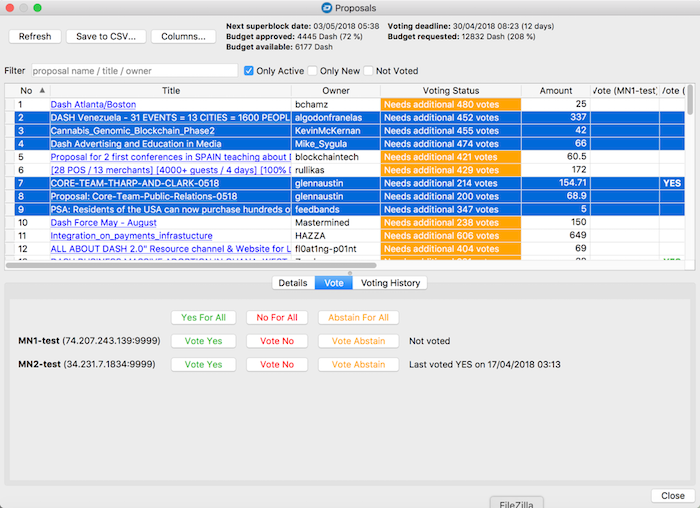 Proposals
Refresh Save to CSV... Columns...
Next superblock date: 03/05/2018 05:38 Voting deadline: 30/04/2018 08:23 (12 days)
Budget approved: 4445 Dash (72 %) Budget requested: 12832 Dash (208 %)
Budget available: 6177 Dash
Filter proposal name / title / owner Only Active Only New Not Voted
No Title Owner Voting Status Amount Vote (MN1-test) /ote (
1 Dash Atlanta/Boston bchamz Needs additional 480 votes 25
2 DASH Venezuela - 31 EVENTS = 13 CITIES = 1600 PEOPL algodonfranelas Needs additional 452 votes 337
3 Cannabis_Genomic_Blockchain_Phase2 KevinMcKernan Needs additional 455 votes 42
4 Dash Advertising and Education in Media Mike_Sygula Needs additional 474 votes 66
5 Proposal for 2 first conferences in SPAIN teaching about D blockchaintech Needs additional 421 votes 60.5
6 [28 POS / 13 merchants] [4000+ guests / 4 days] [100% D rullikas Needs additional 429 votes 172
7 CORE-TEAM-THARP-AND-CLARK-0518 glennaustin Needs additional 214 votes 154.71 YES
8 Proposal: Core-Team-Public-Relations-0518 glennaustin Needs additional 200 votes 68.9
9 PSA: Residents of the USA can now purchase hundreds o feedbands Needs additional 347 votes 5
10 Dash Force May - August Mastermined Needs additional 238 votes 150
11 Integration_on_payments_infrastucture HAZZA Needs additional 606 votes 649
12 ALL ABOUT DASH 2.0" Resource channel & Website for L fl0at1ng-p01nt Needs additional 404 votes 69
Details Vote Voting History
Yes For All No For All Abstain For All
MN1-test (74.207.243.139:9999) Vote Yes Vote No Vote Abstain Not voted
MN2-test (34.231.7.1834:9999) Vote Yes Vote No Vote Abstain Last voted YES on 17/04/2018 03:13
Close
FileZilla